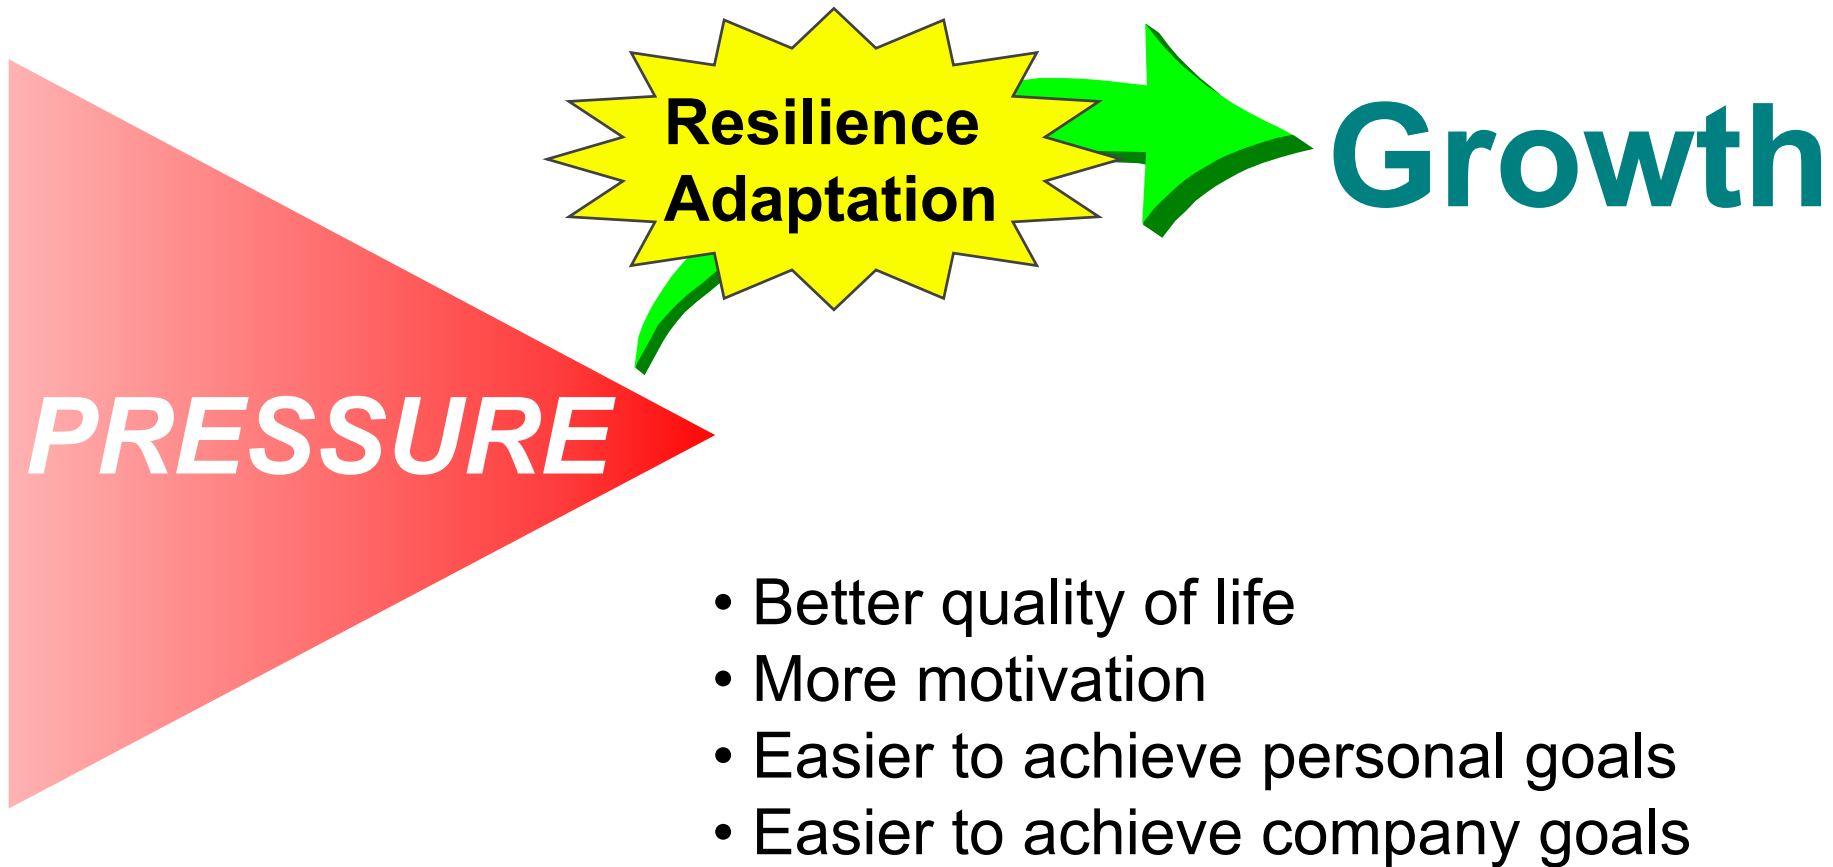 Resilience
Adaptation
Growth
PRESSURE
• Better quality of life
• More motivation
• Easier to achieve personal goals
• Easier to achieve company goals